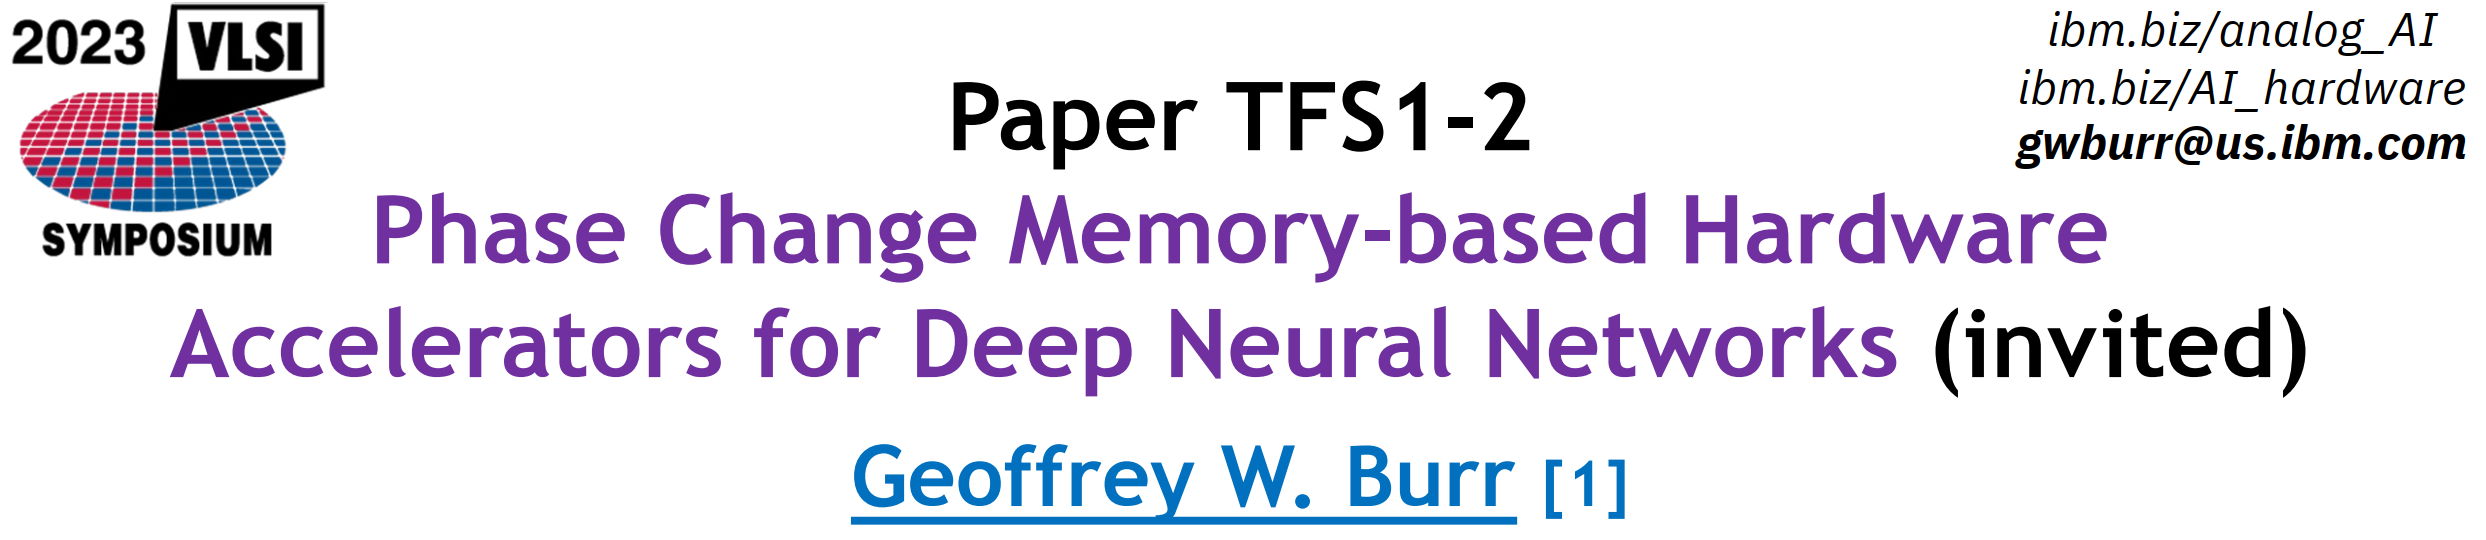 2023 VLSI
SYMPOSIUM
ibm.biz/analog_AI
ibm.biz/AI_hardware
gwburr@us.ibm.com
Paper TFS1-2
Phase Change Memory-based Hardware
Accelerators for Deep Neural Networks (invited)
Geoffrey W. Burr [1]